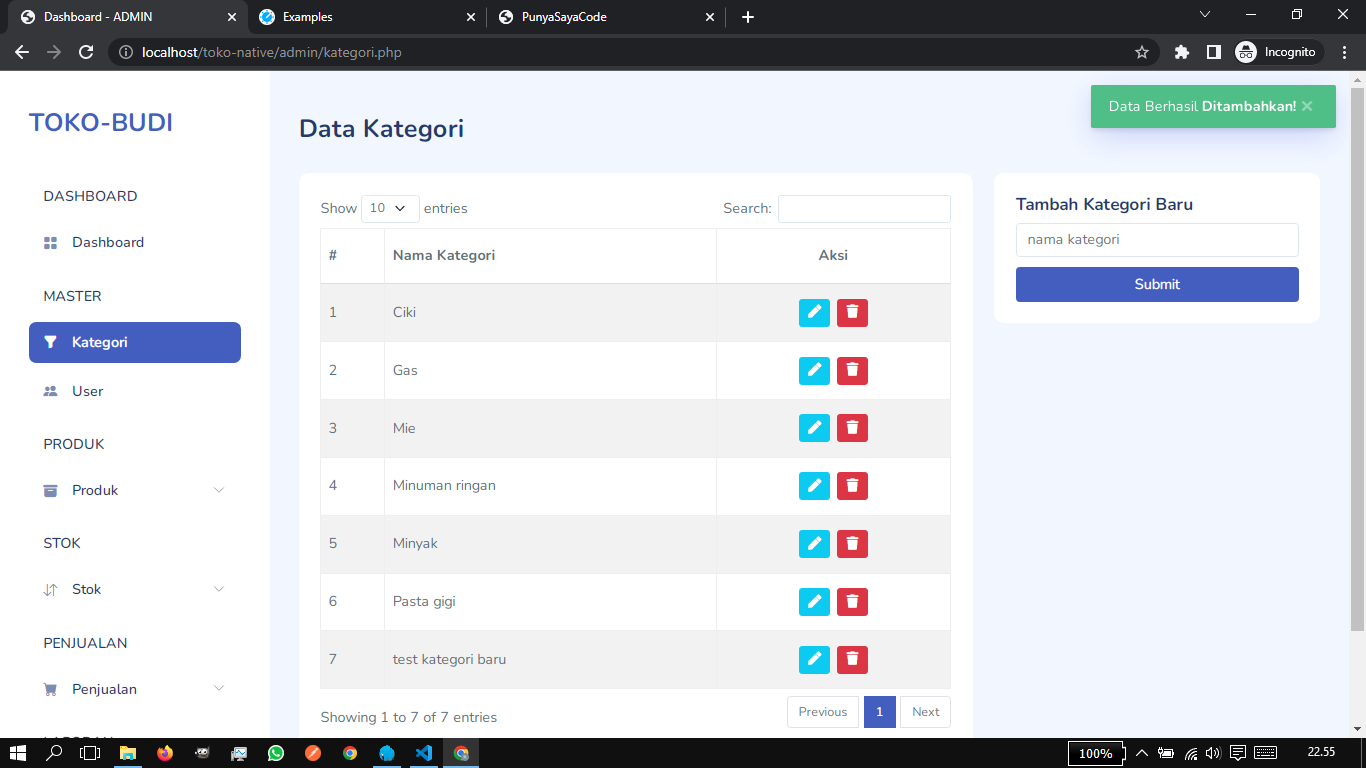 Dashboard - ADMIN
Examples
PunyaSayaCode
localhost/toko-native/admin/kategori.php
Incognito
TOKO-BUDI
DASHBOARD
Dashboard
MASTER
Kategori
User
PRODUK
Produk
STOK
Stok
PENJUALAN
Penjualan
Data Kategori
Data Berhasil Ditambahkan! ×
Show 10 entries
Search:
# Nama Kategori Aksi
1 Ciki
2 Gas
3 Mie
4 Minuman ringan
5 Minyak
6 Pasta gigi
7 test kategori baru
Showing 1 to 7 of 7 entries
Previous 1 Next
Tambah Kategori Baru
nama kategori
Submit
100%
22.55